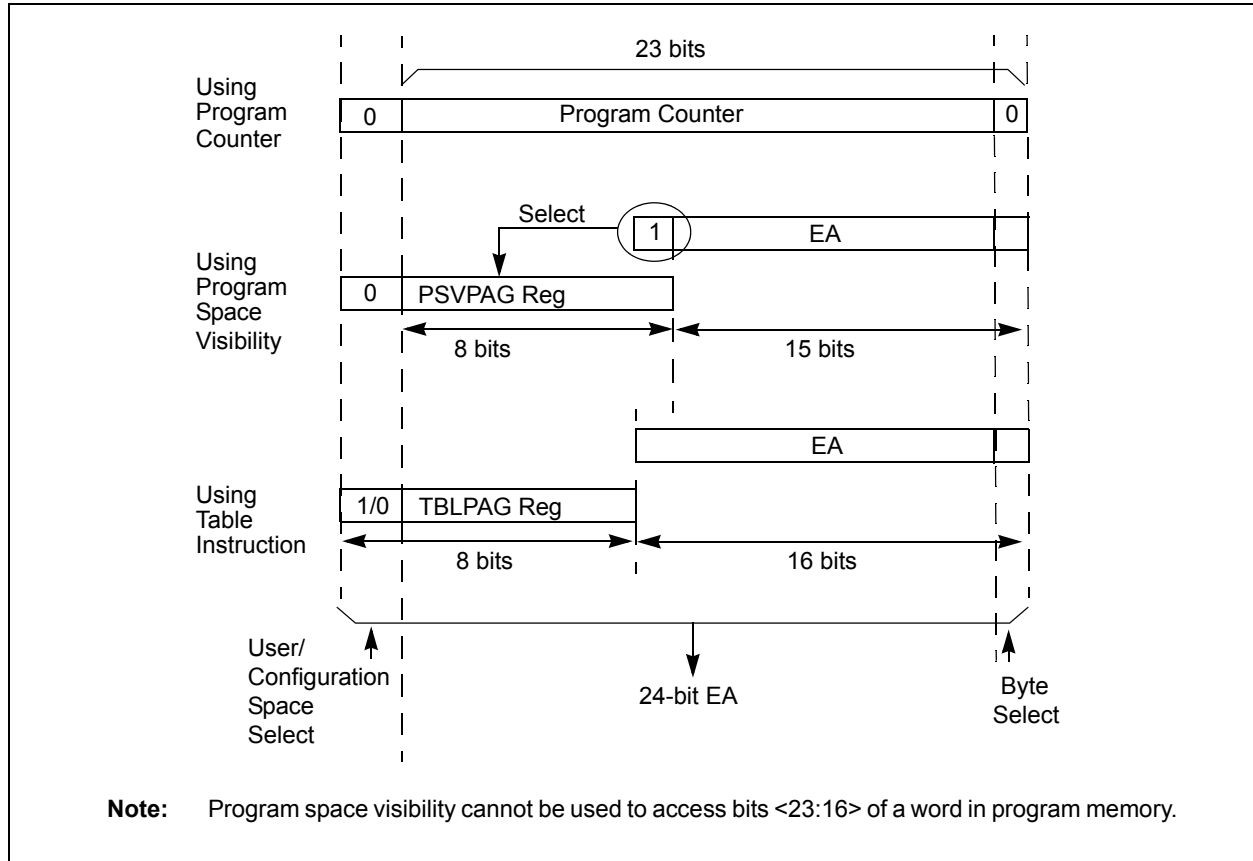 23 bits
Using
Program
Counter
0
Program Counter
0
Select
1
EA
Using
Program
Space
Visibility
0
PSVPAG Reg
8 bits
15 bits
EA
Using
Table
Instruction
1/0
TBLPAG Reg
8 bits
16 bits
User/
Configuration
Space
Select
24-bit EA
Byte
Select
Note: Program space visibility cannot be used to access bits <23:16> of a word in program memory.